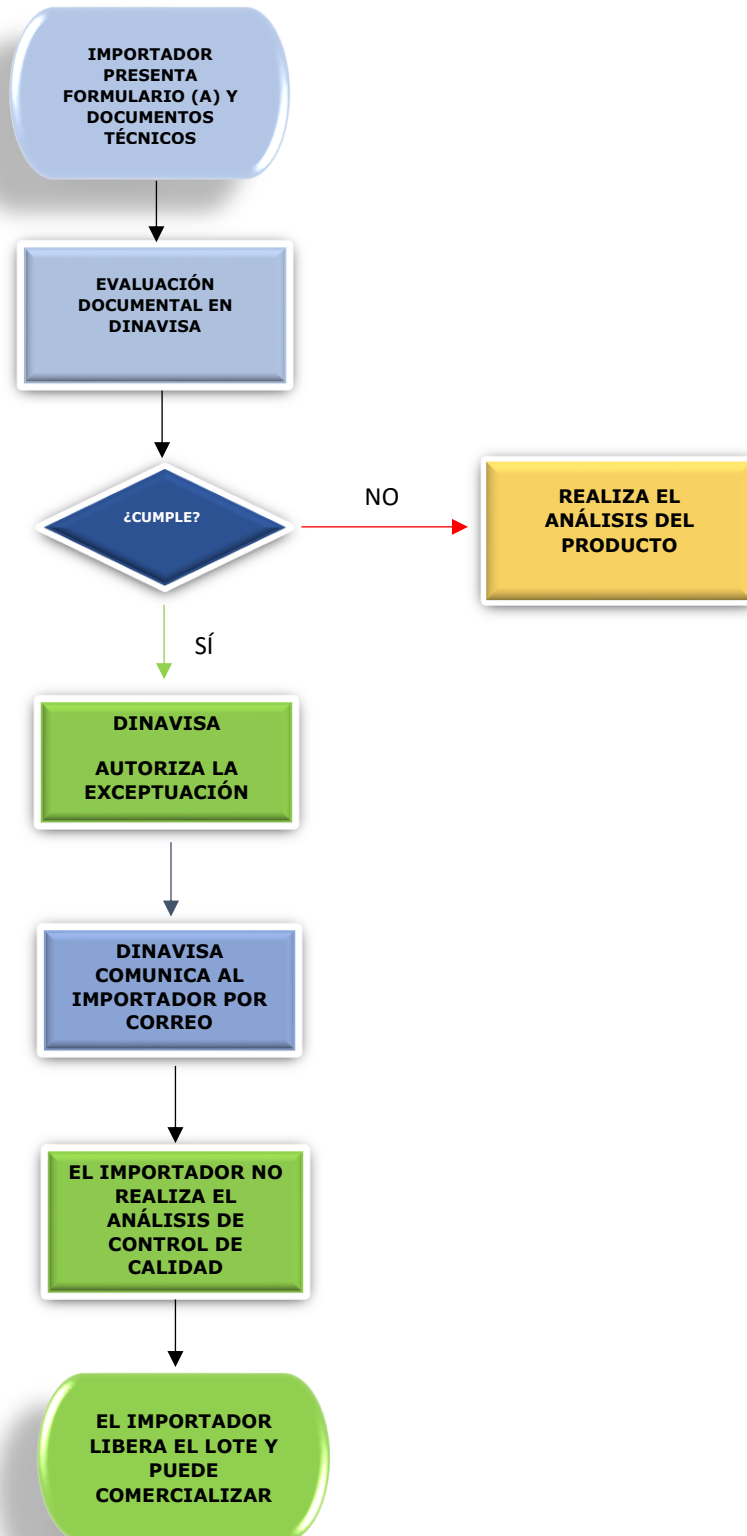 IMPORTADOR
PRESENTA
FORMULARIO (A) Y
DOCUMENTOS
TÉCNICOS
EVALUACIÓN
DOCUMENTAL EN
DINAVISA
¿CUMPLE?
NO
REALIZA EL
ANÁLISIS DEL
PRODUCTO
SÍ
DINAVISA
AUTORIZA LA
EXCEPTUACIÓN
DINAVISA
COMUNICA AL
IMPORTADOR POR
CORREO
EL IMPORTADOR NO
REALIZA EL
ANÁLISIS DE
CONTROL DE
CALIDAD
EL IMPORTADOR
LIBERA EL LOTE Y
PUEDE
COMERCIALIZAR